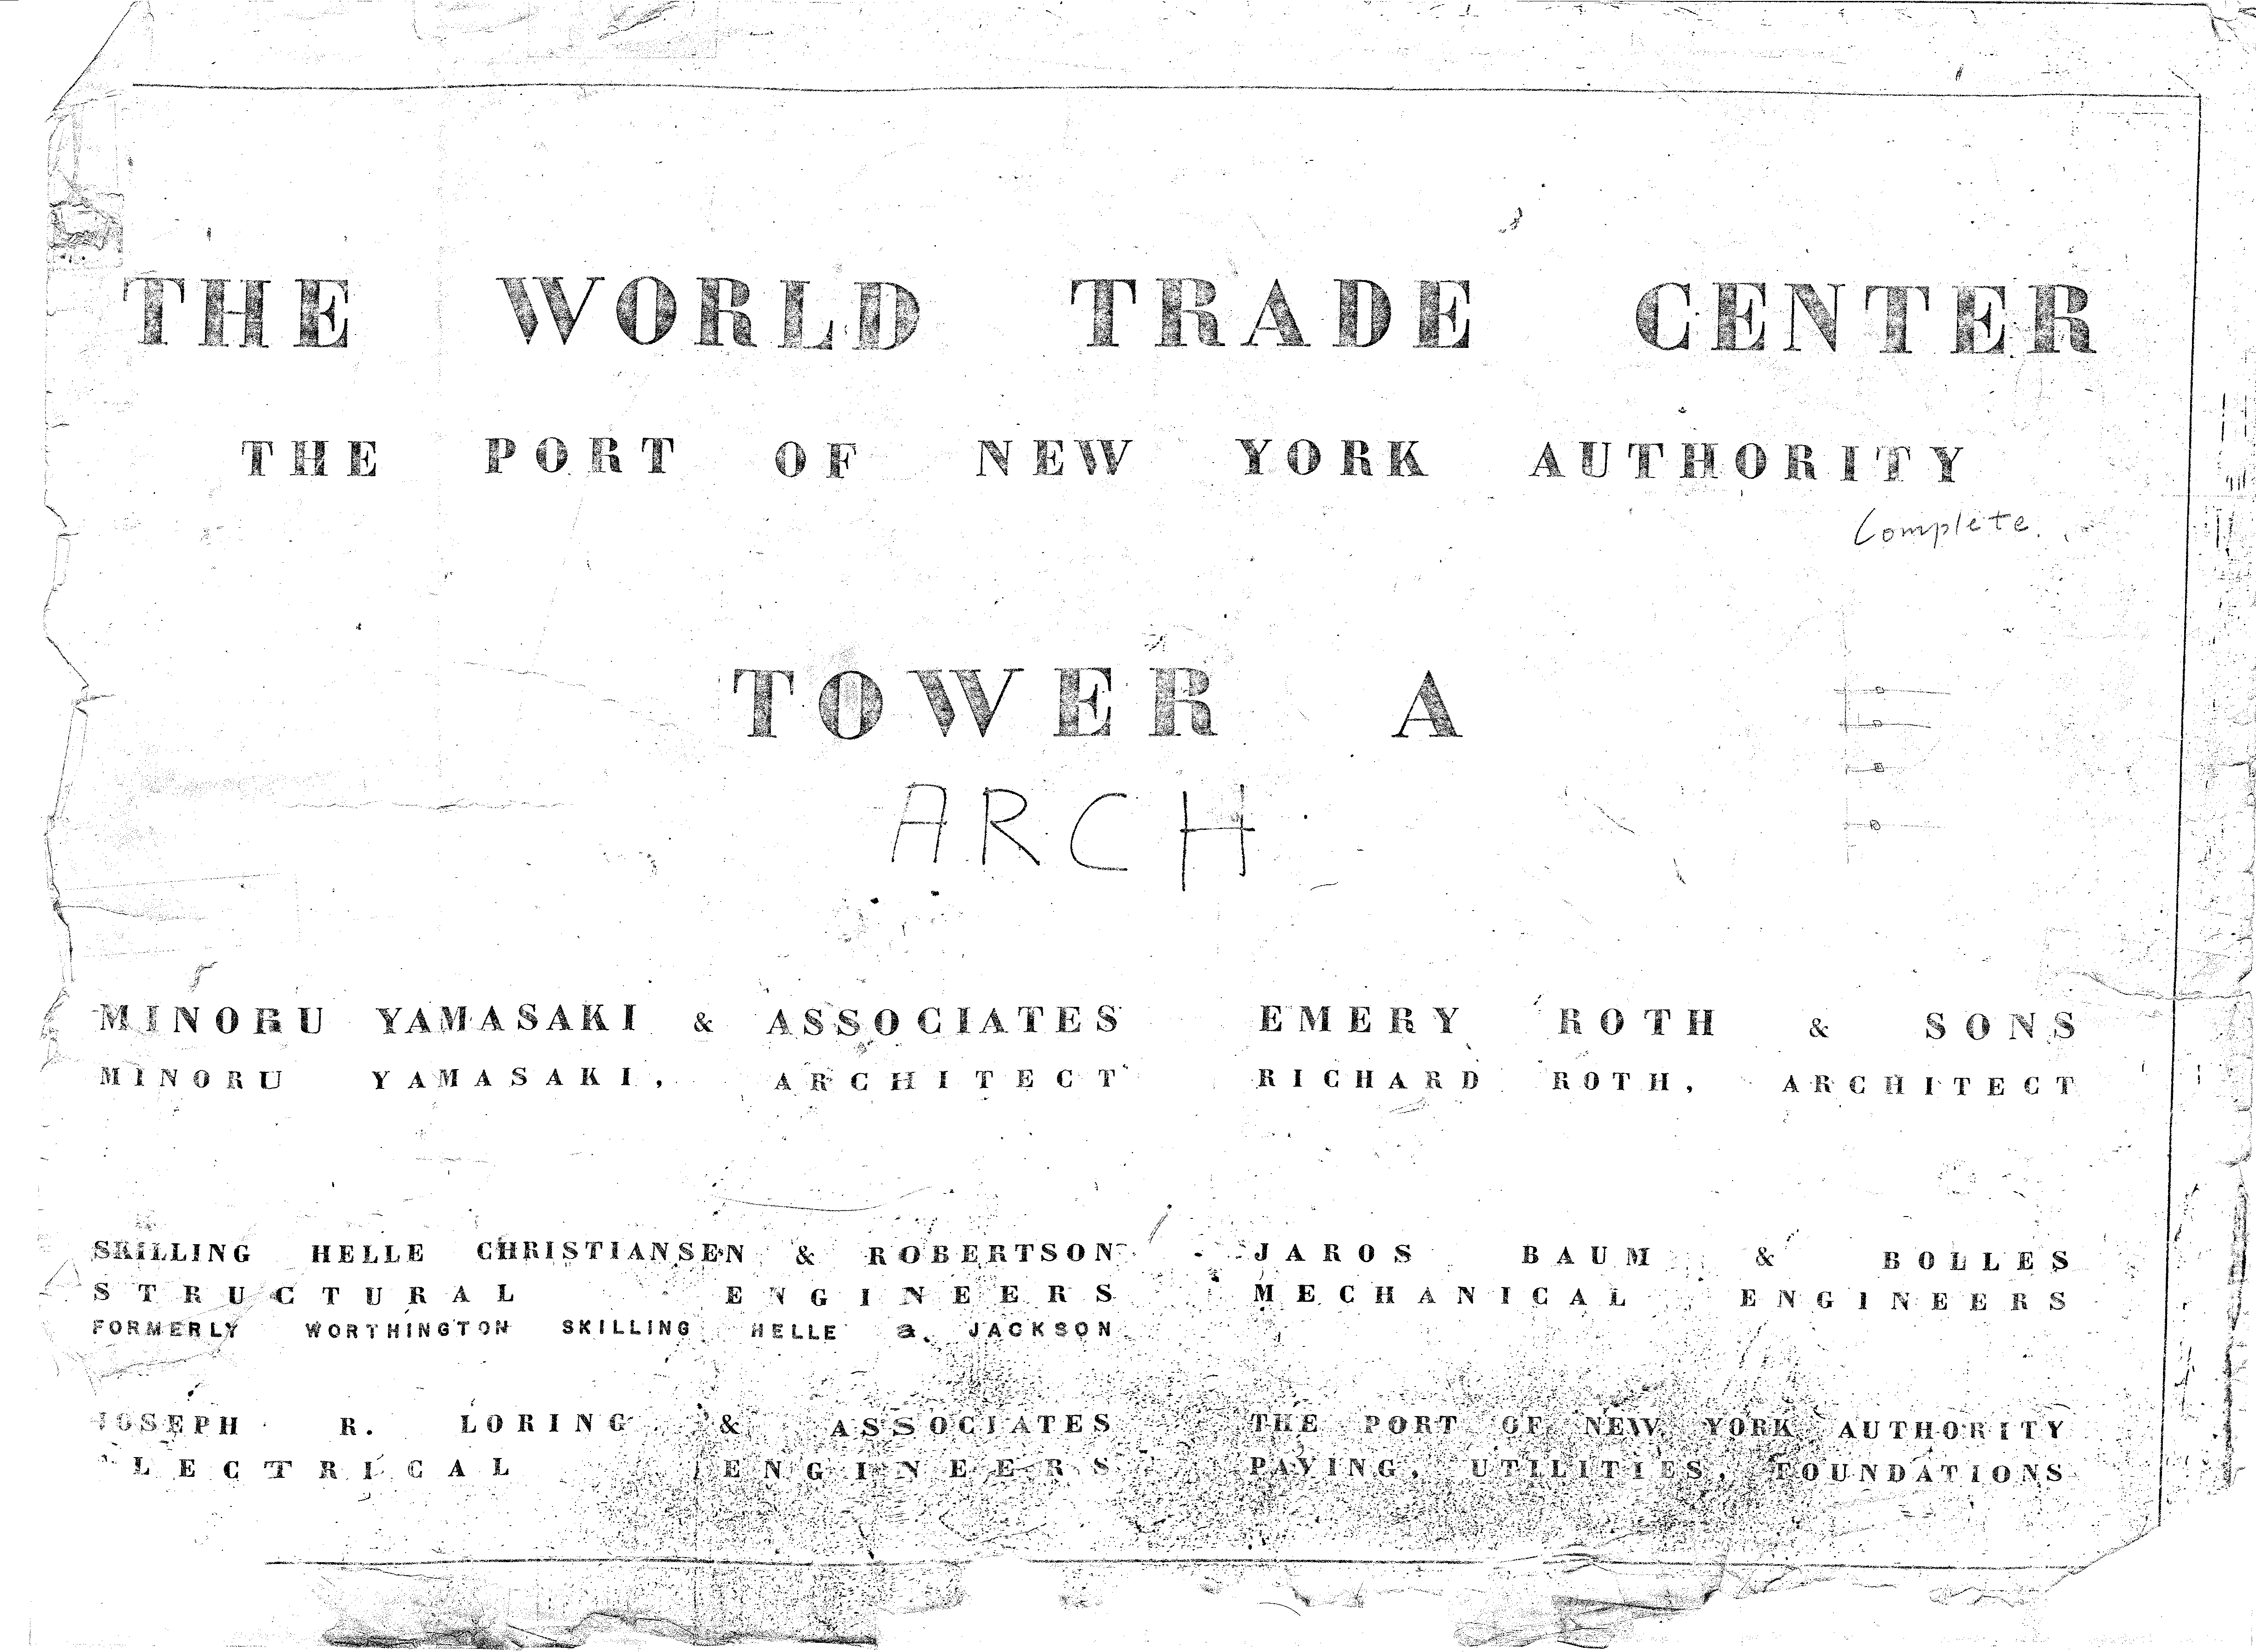 THE WORLD TRADE CENTER
THE PORT OF NEW YORK AUTHORITY
Complete.
TOWER A
ARCH
MINORU YAMASAKI & ASSOCIATES
MINORU YAMASAKI, ARCHITECT
EMERY ROTH & SONS
RICHARD ROTH, ARCHITECT
SKILLING HELLE CHRISTIANSEN & ROBERTSON
STRUCTURAL ENGINEERS
FORMERLY WORTHINGTON SKILLING HELLE & JACKSON
JAROS BAUM & BOLLES
MECHANICAL ENGINEERS
JOSEPH R. LORING & ASSOCIATES
ELECTRICAL ENGINEERS
THE PORT OF NEW YORK AUTHORITY
PAVING, UTILITIES, FOUNDATIONS